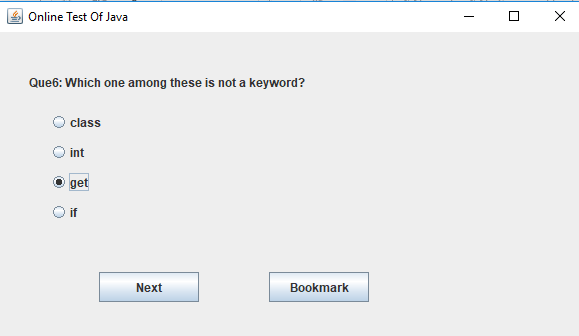 Online Test Of Java
Que6: Which one among these is not a keyword?
class
int
get
if
Next Bookmark